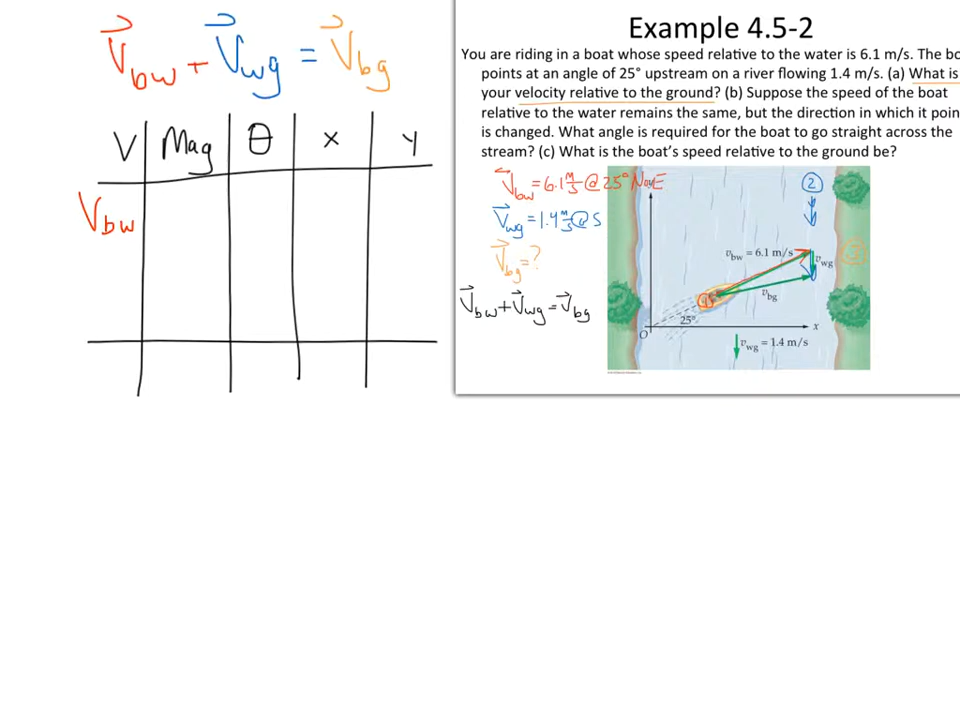 V⃗bw + V⃗wg = V⃗bg
V Mag θ x y
Vbw
Example 4.5-2
You are riding in a boat whose speed relative to the water is 6.1 m/s. The bo
points at an angle of 25° upstream on a river flowing 1.4 m/s. (a) What is
your velocity relative to the ground? (b) Suppose the speed of the boat
relative to the water remains the same, but the direction in which it poin
is changed. What angle is required for the boat to go straight across the
stream? (c) What is the boat's speed relative to the ground be?
V⃗bw = 6.1 m/s @ 25° NofE
V⃗wg = 1.4 m/s @ S
V⃗bg = ?
V⃗bw + V⃗wg = V⃗bg
2
vbw = 6.1 m/s
vwg
3
1
vbg
25°
O
x
vwg = 1.4 m/s